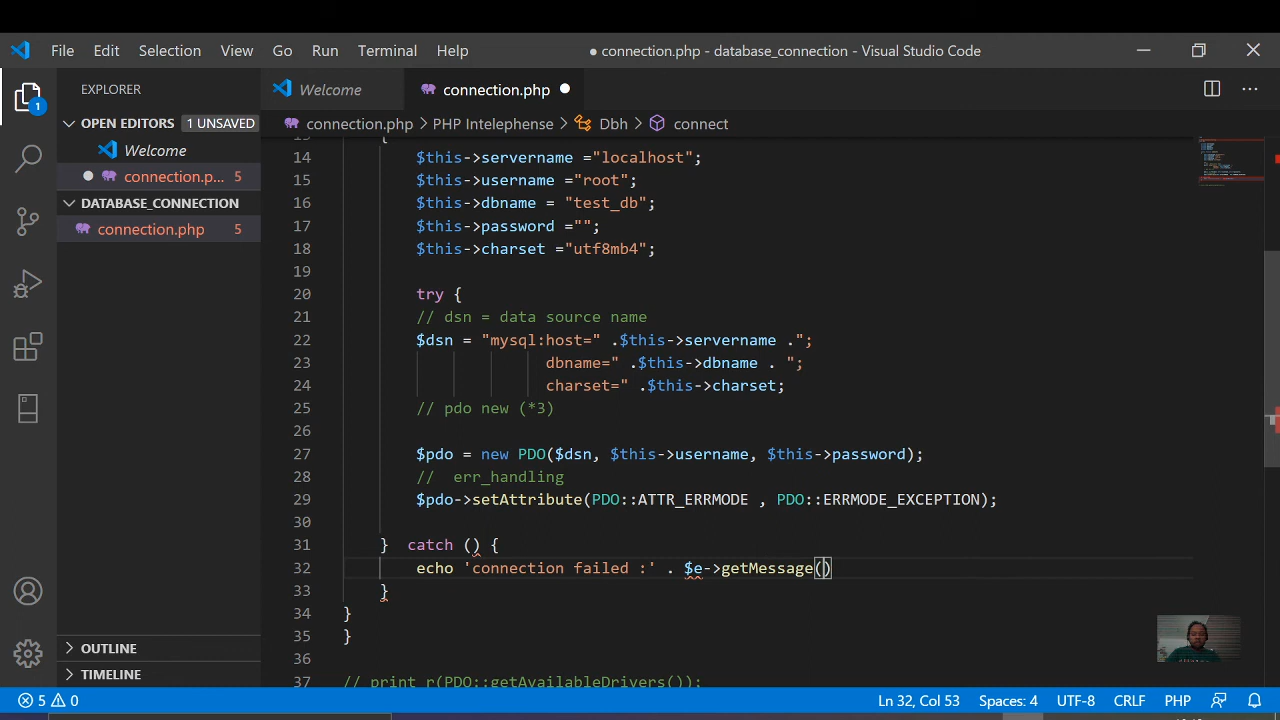 File Edit Selection View Go Run Terminal Help
● connection.php - database_connection - Visual Studio Code
EXPLORER
Welcome
connection.php
OPEN EDITORS 1 UNSAVED
Welcome
connection.p... 5
DATABASE_CONNECTION
connection.php 5
1
connection.php > PHP Intelephense > Dbh > connect
14 $this->servername ="localhost";
15 $this->username ="root";
16 $this->dbname = "test_db";
17 $this->password ="";
18 $this->charset ="utf8mb4";
19
20 try {
21 // dsn = data source name
22 $dsn = "mysql:host=" .$this->servername .";
23 dbname=" .$this->dbname . ";
24 charset=" .$this->charset;
25 // pdo new (*3)
26
27 $pdo = new PDO($dsn, $this->username, $this->password);
28 //  err_handling
29 $pdo->setAttribute(PDO::ATTR_ERRMODE , PDO::ERRMODE_EXCEPTION);
30
31 }  catch () {
32 echo 'connection failed :' . $e->getMessage()
33 }
34 }
35 }
36
37 // print_r(PDO::getAvailableDrivers());
OUTLINE
TIMELINE
5 0
Ln 32, Col 53 Spaces: 4 UTF-8 CRLF PHP